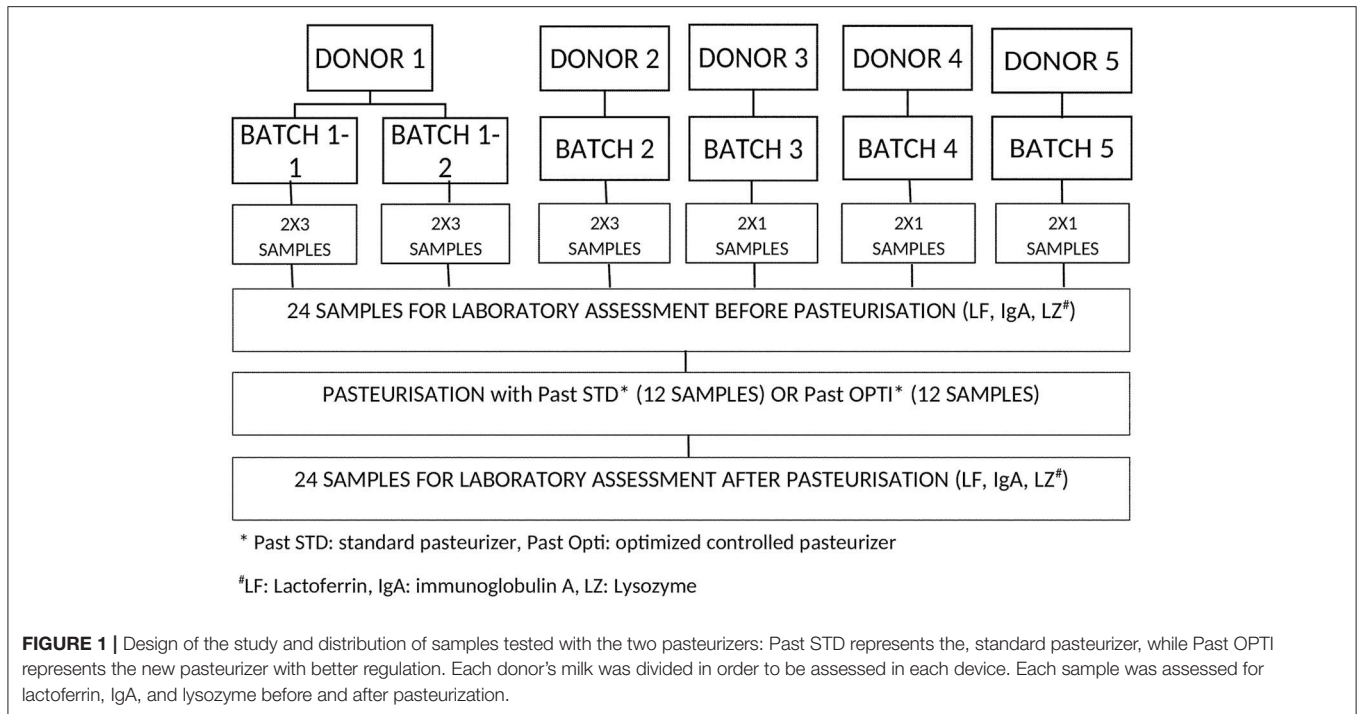 DONOR 1
DONOR 2
DONOR 3
DONOR 4
DONOR 5
BATCH 1-
1
BATCH 1-
2
BATCH 2
BATCH 3
BATCH 4
BATCH 5
2X3
SAMPLES
2X3
SAMPLES
2X3
SAMPLES
2X1
SAMPLES
2X1
SAMPLES
2X1
SAMPLES
24 SAMPLES FOR LABORATORY ASSESSMENT BEFORE PASTEURISATION (LF, IgA, LZ#)
PASTEURISATION with Past STD* (12 SAMPLES) OR Past OPTI* (12 SAMPLES)
24 SAMPLES FOR LABORATORY ASSESSMENT AFTER PASTEURISATION (LF, IgA, LZ#)
* Past STD: standard pasteurizer, Past Opti: optimized controlled pasteurizer
#LF: Lactoferrin, IgA: immunoglobulin A, LZ: Lysozyme
FIGURE 1 | Design of the study and distribution of samples tested with the two pasteurizers: Past STD represents the, standard pasteurizer, while Past OPTI
represents the new pasteurizer with better regulation. Each donor's milk was divided in order to be assessed in each device. Each sample was assessed for
lactoferrin, IgA, and lysozyme before and after pasteurization.